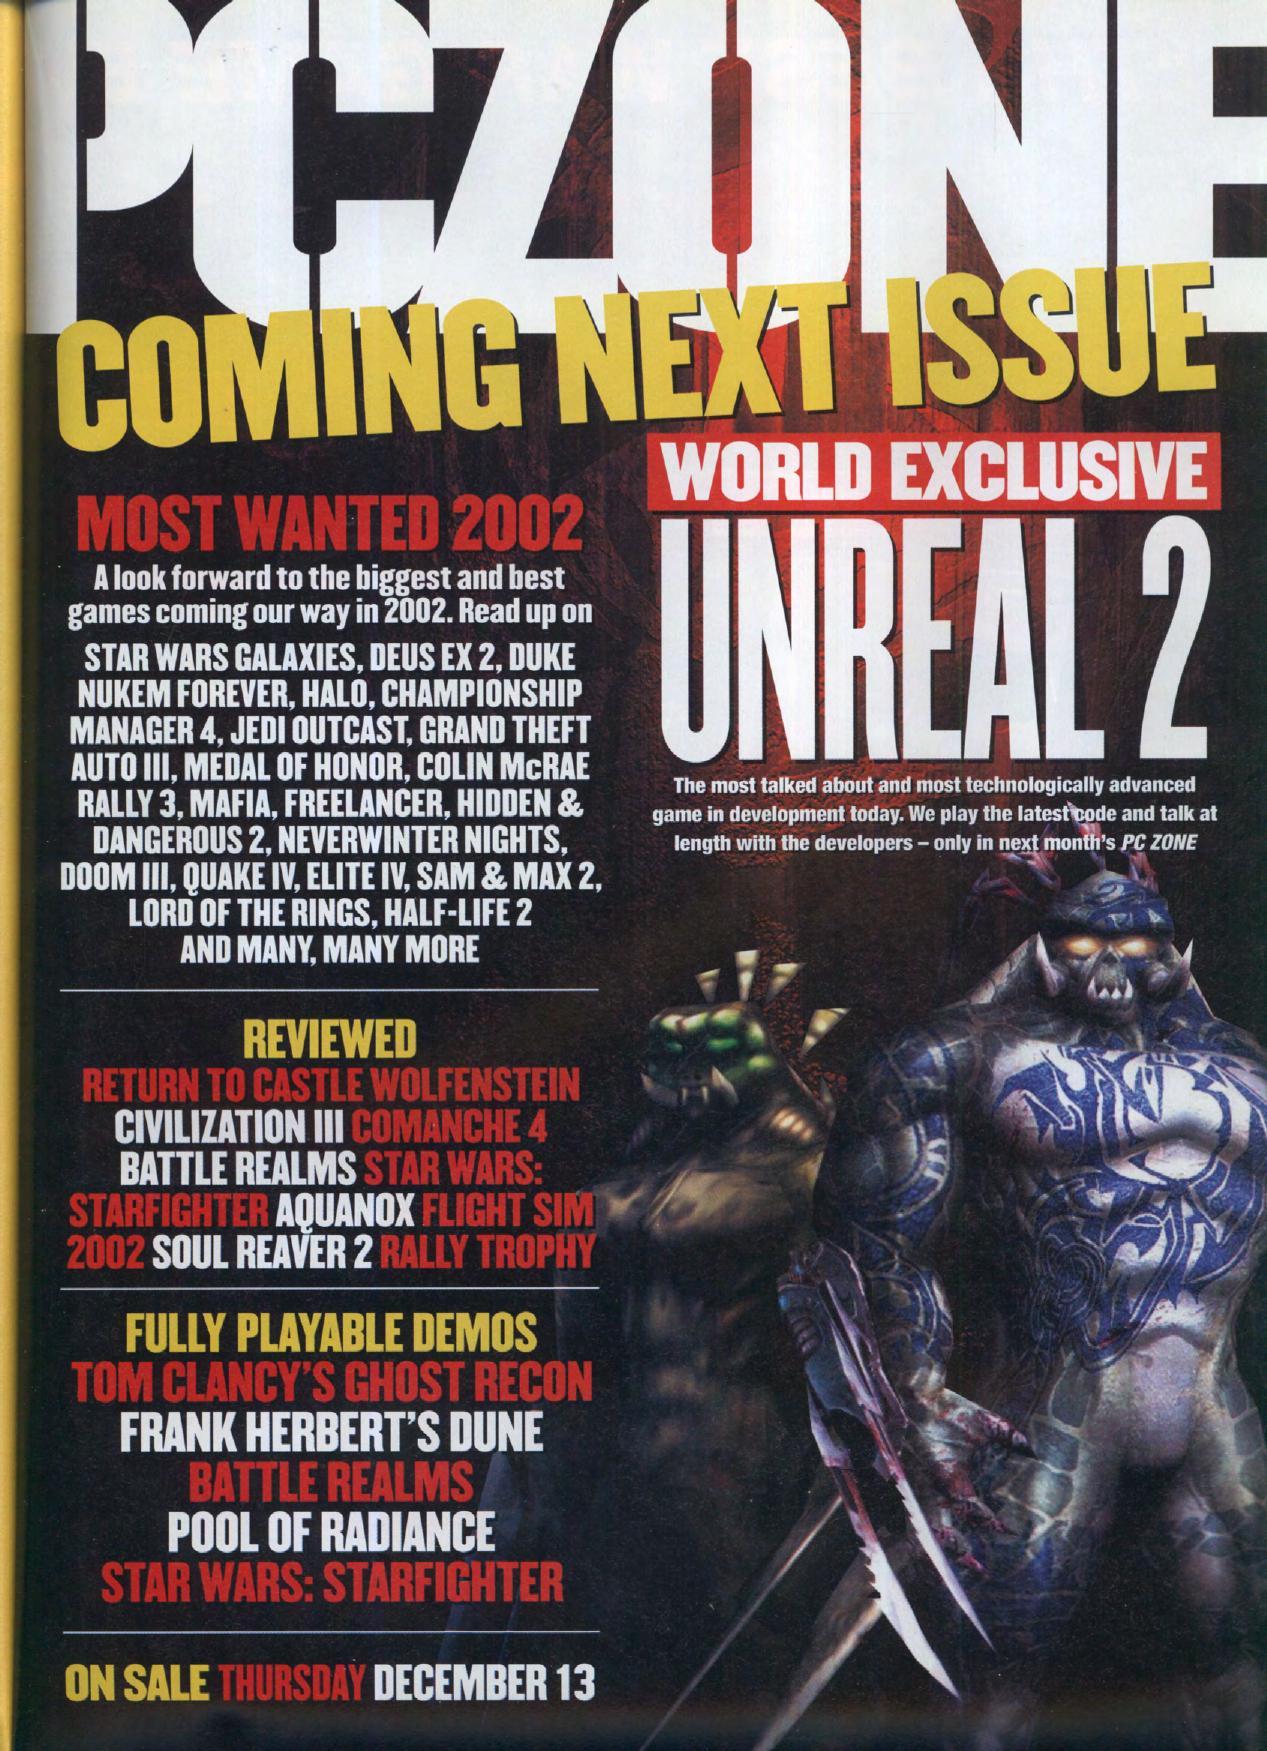 PC ZONE
COMING NEXT ISSUE
MOST WANTED 2002
A look forward to the biggest and best
games coming our way in 2002. Read up on
STAR WARS GALAXIES, DEUS EX 2, DUKE
NUKEM FOREVER, HALO, CHAMPIONSHIP
MANAGER 4, JEDI OUTCAST, GRAND THEFT
AUTO III, MEDAL OF HONOR, COLIN McRAE
RALLY 3, MAFIA, FREELANCER, HIDDEN &
DANGEROUS 2, NEVERWINTER NIGHTS,
DOOM III, QUAKE IV, ELITE IV, SAM & MAX 2,
LORD OF THE RINGS, HALF-LIFE 2
AND MANY, MANY MORE
REVIEWED
RETURN TO CASTLE WOLFENSTEIN
CIVILIZATION III COMANCHE 4
BATTLE REALMS STAR WARS:
STARFIGHTER AQUANOX FLIGHT SIM
2002 SOUL REAVER 2 RALLY TROPHY
FULLY PLAYABLE DEMOS
TOM CLANCY'S GHOST RECON
FRANK HERBERT'S DUNE
BATTLE REALMS
POOL OF RADIANCE
STAR WARS: STARFIGHTER
ON SALE THURSDAY DECEMBER 13
WORLD EXCLUSIVE
UNREAL 2
The most talked about and most technologically advanced
game in development today. We play the latest code and talk at
length with the developers – only in next month's PC ZONE